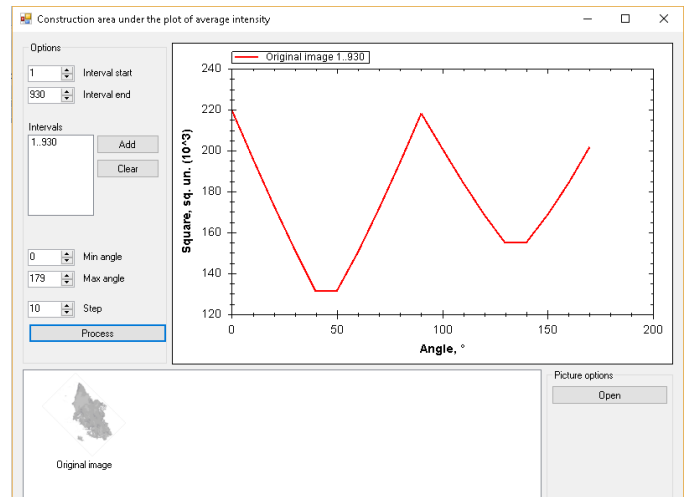 Construction area under the plot of average intensity
Options
1 Interval start
930 Interval end
Intervals
1..930
Add
Clear
0 Min angle
179 Max angle
10 Step
Process
Original image 1..930
Square, sq. un. (10^3)
240
220
200
180
160
140
120
0 50 100 150 200
Angle, °
Original image
Picture options
Open